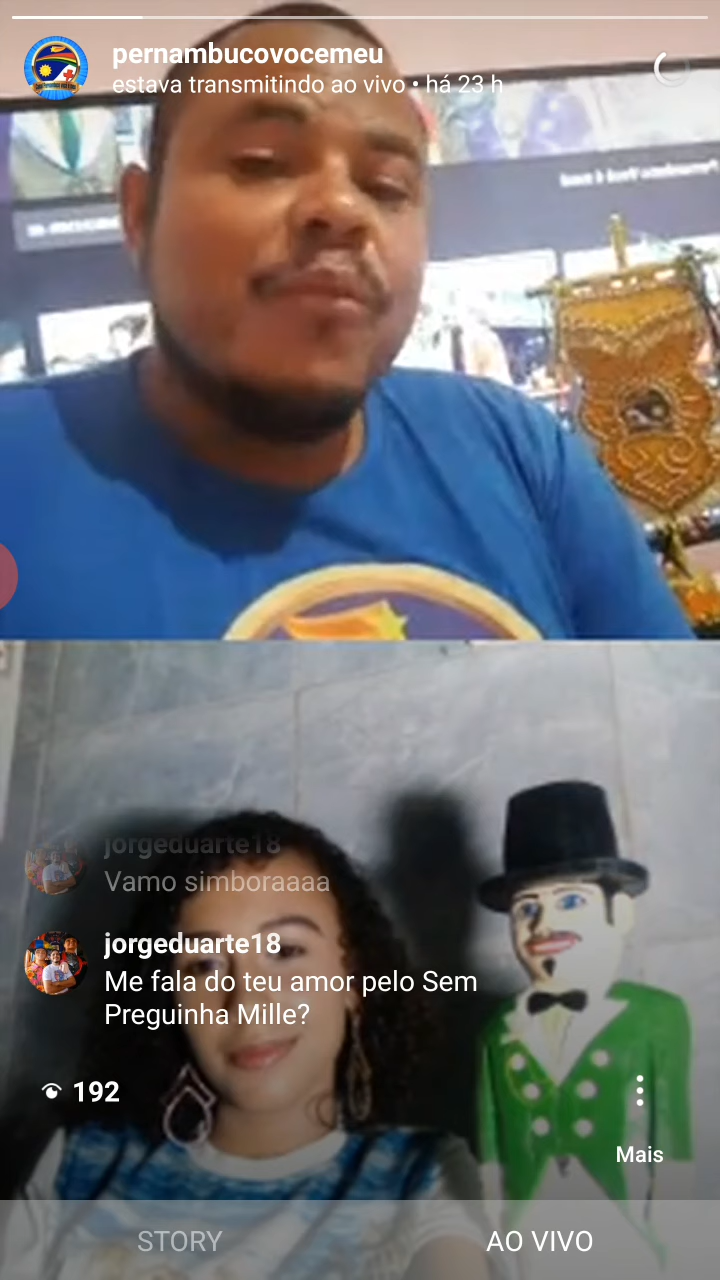 pernambucovocemeu
estava transmitindo ao vivo • há 23 h
jorgeduarte18
Vamo simboraaaa
jorgeduarte18
Me fala do teu amor pelo Sem
Preguinha Mille?
192
Mais
STORY
AO VIVO